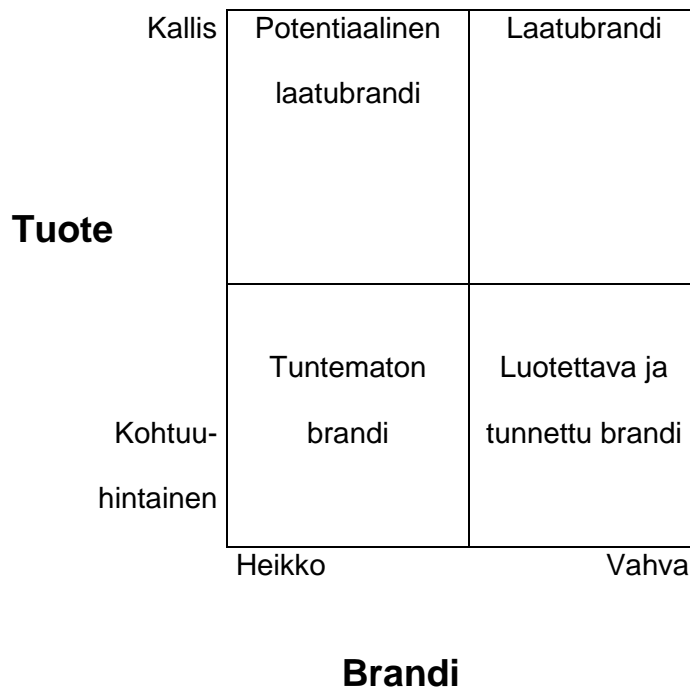 Kallis
Potentiaalinen
laatubrandi
Laatubrandi
Tuote
Kohtuu-
hintainen
Tuntematon
brandi
Luotettava ja
tunnettu brandi
Heikko
Vahva
Brandi